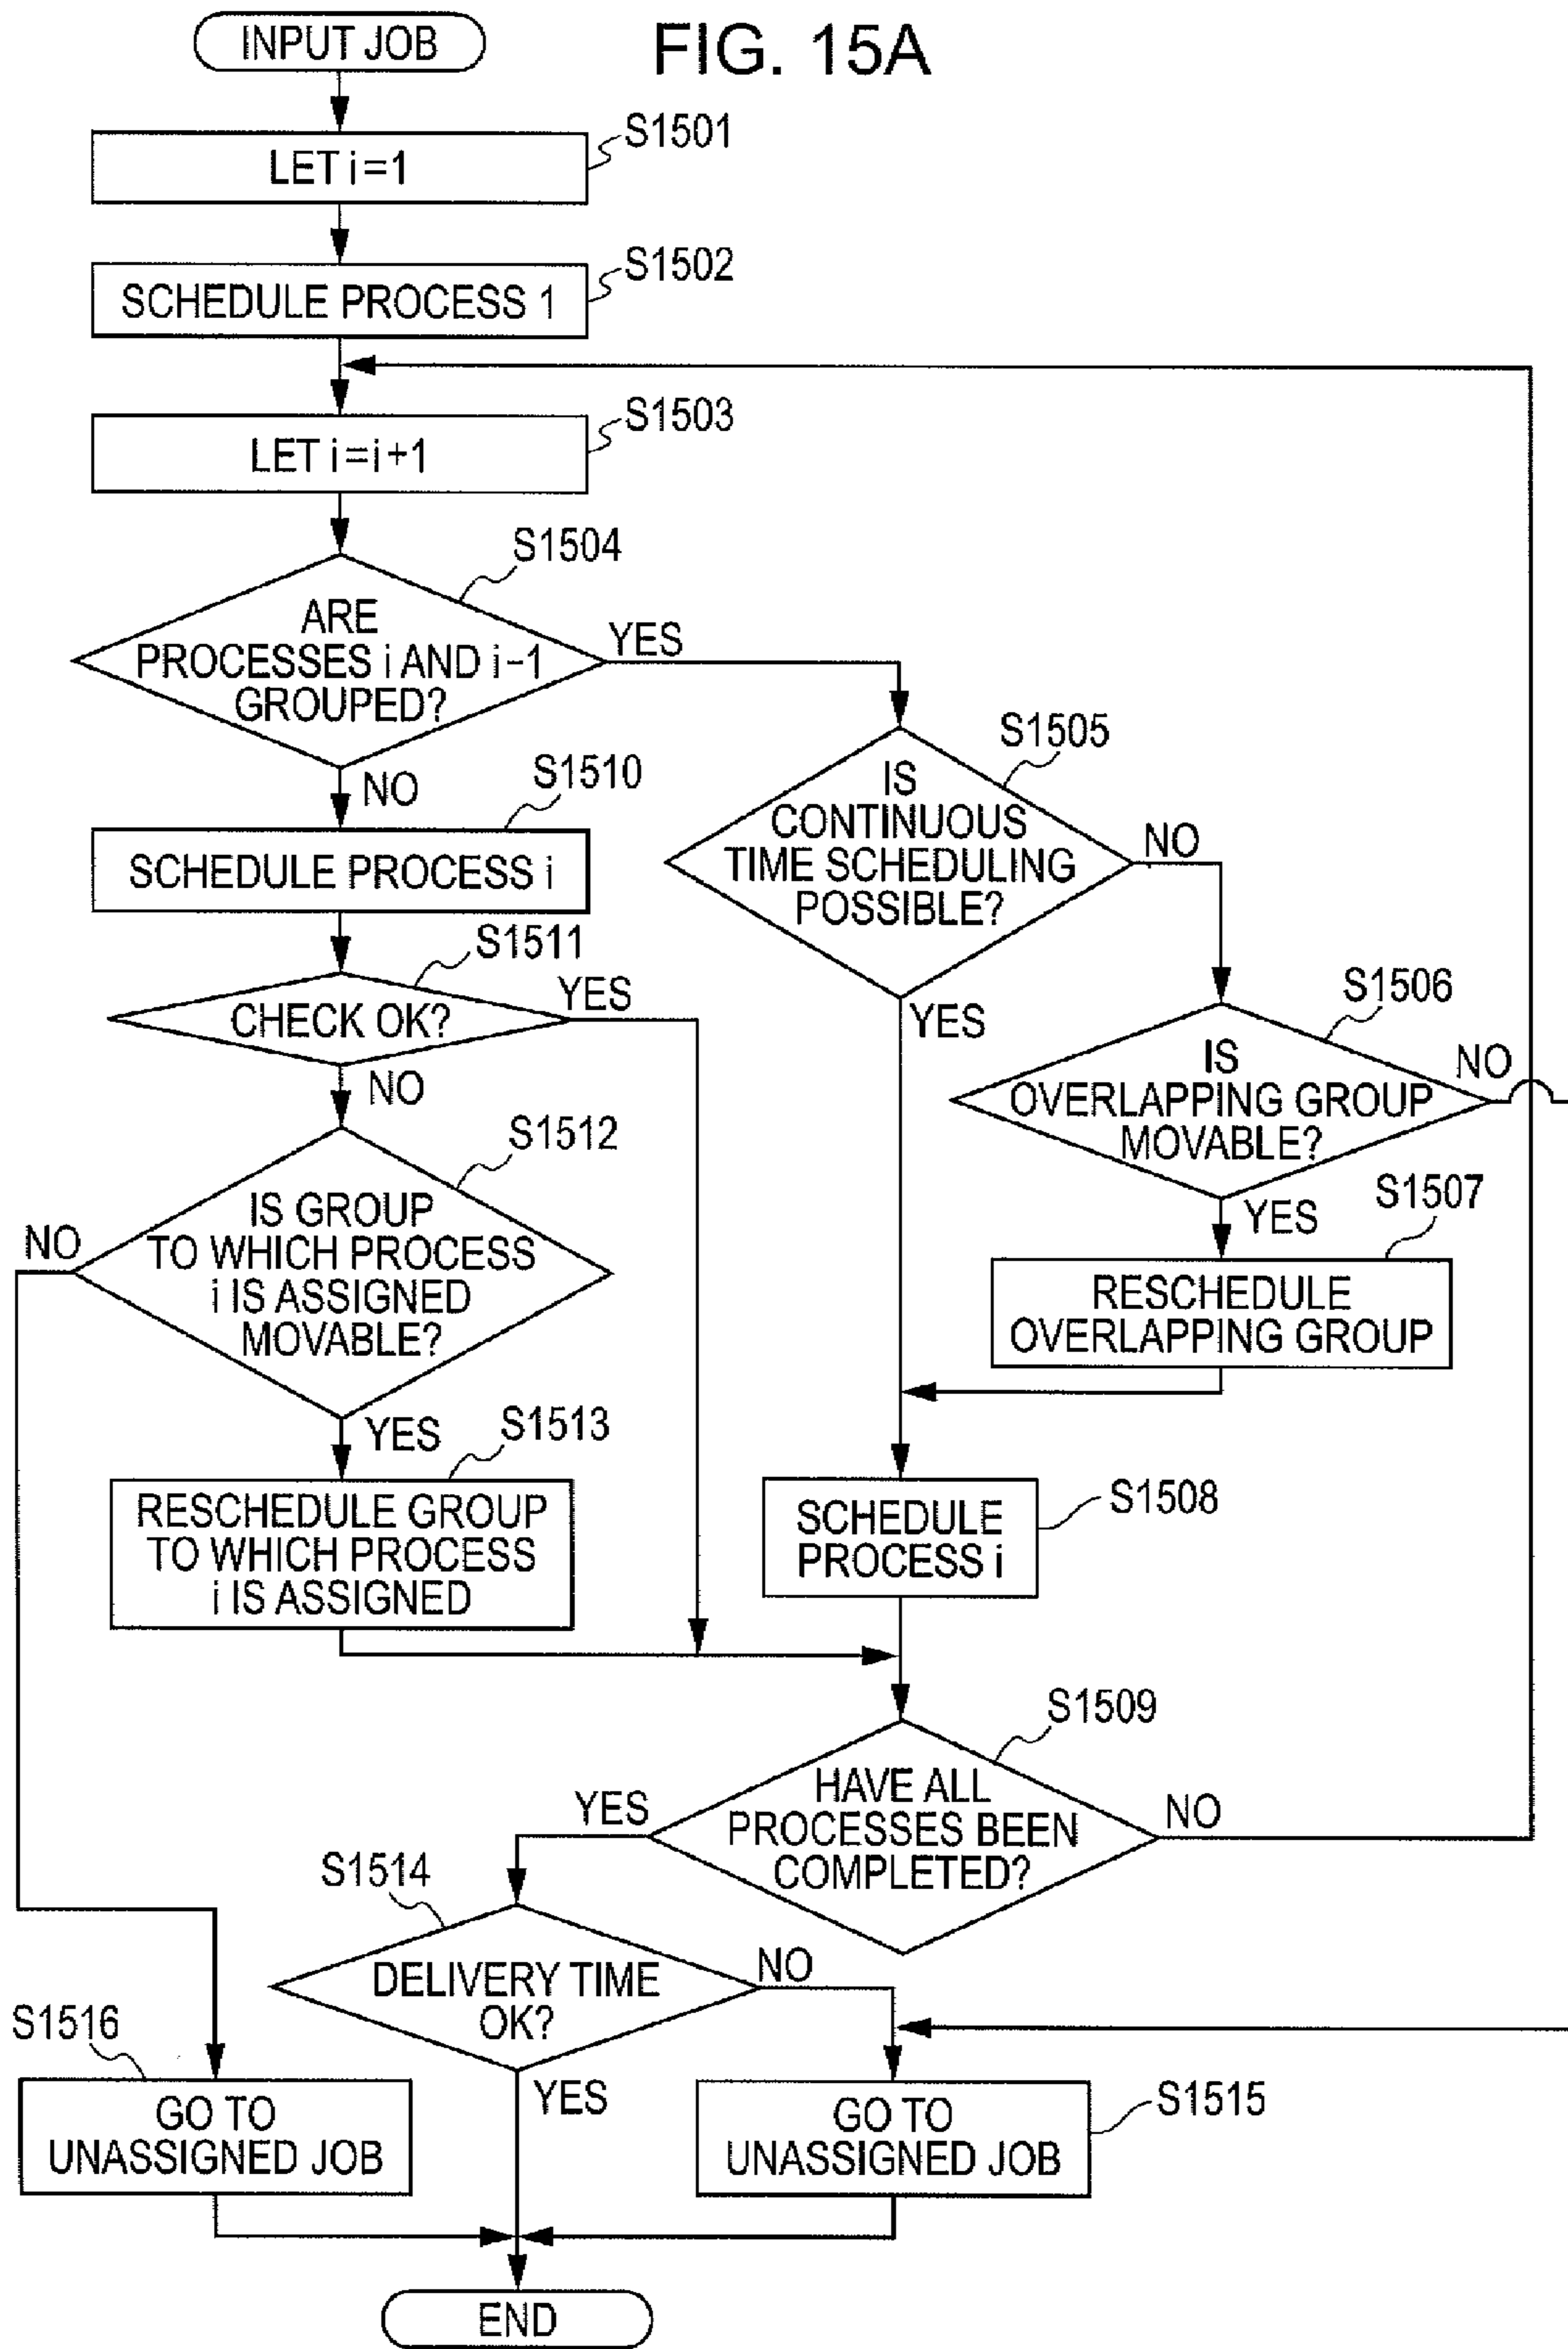 FIG. 15A
INPUT JOB
S1501
LET i=1
S1502
SCHEDULE PROCESS 1
S1503
LET i=i+1
S1504
ARE
PROCESSES i AND i-1
GROUPED?
YES
NO
S1505
IS
CONTINUOUS
TIME SCHEDULING
POSSIBLE?
NO
YES
S1510
SCHEDULE PROCESS i
S1511
CHECK OK?
YES
NO
S1506
IS
OVERLAPPING GROUP
MOVABLE?
NO
YES
S1512
IS GROUP
TO WHICH PROCESS
i IS ASSIGNED
MOVABLE?
NO
YES
S1507
RESCHEDULE
OVERLAPPING GROUP
S1513
RESCHEDULE GROUP
TO WHICH PROCESS
i IS ASSIGNED
S1508
SCHEDULE
PROCESS i
S1509
HAVE ALL
PROCESSES BEEN
COMPLETED?
YES
NO
S1514
DELIVERY TIME
OK?
NO
YES
S1516
GO TO
UNASSIGNED JOB
S1515
GO TO
UNASSIGNED JOB
END